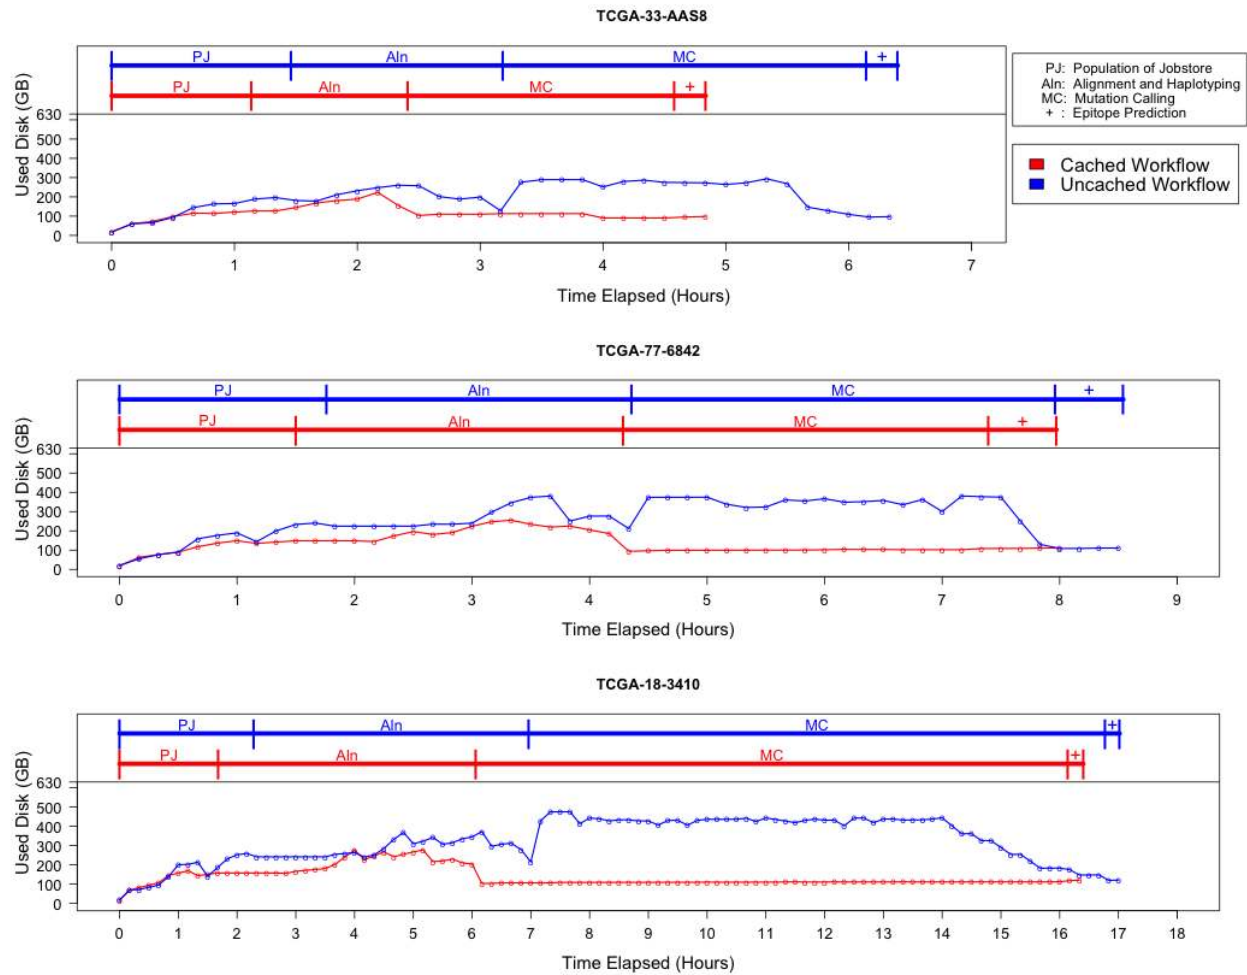 TCGA-33-AAS8
PJ Aln MC +
PJ Aln MC +
PJ: Population of Jobstore
Aln: Alignment and Haplotyping
MC: Mutation Calling
+ : Epitope Prediction
Cached Workflow
Uncached Workflow
Used Disk (GB)
630
500
400
300
200
100
0
0 1 2 3 4 5 6 7
Time Elapsed (Hours)
TCGA-77-6842
PJ Aln MC +
PJ Aln MC +
Used Disk (GB)
630
500
400
300
200
100
0
0 1 2 3 4 5 6 7 8 9
Time Elapsed (Hours)
TCGA-18-3410
PJ Aln MC +
PJ Aln MC +
Used Disk (GB)
630
500
400
300
200
100
0
0 1 2 3 4 5 6 7 8 9 10 11 12 13 14 15 16 17 18
Time Elapsed (Hours)